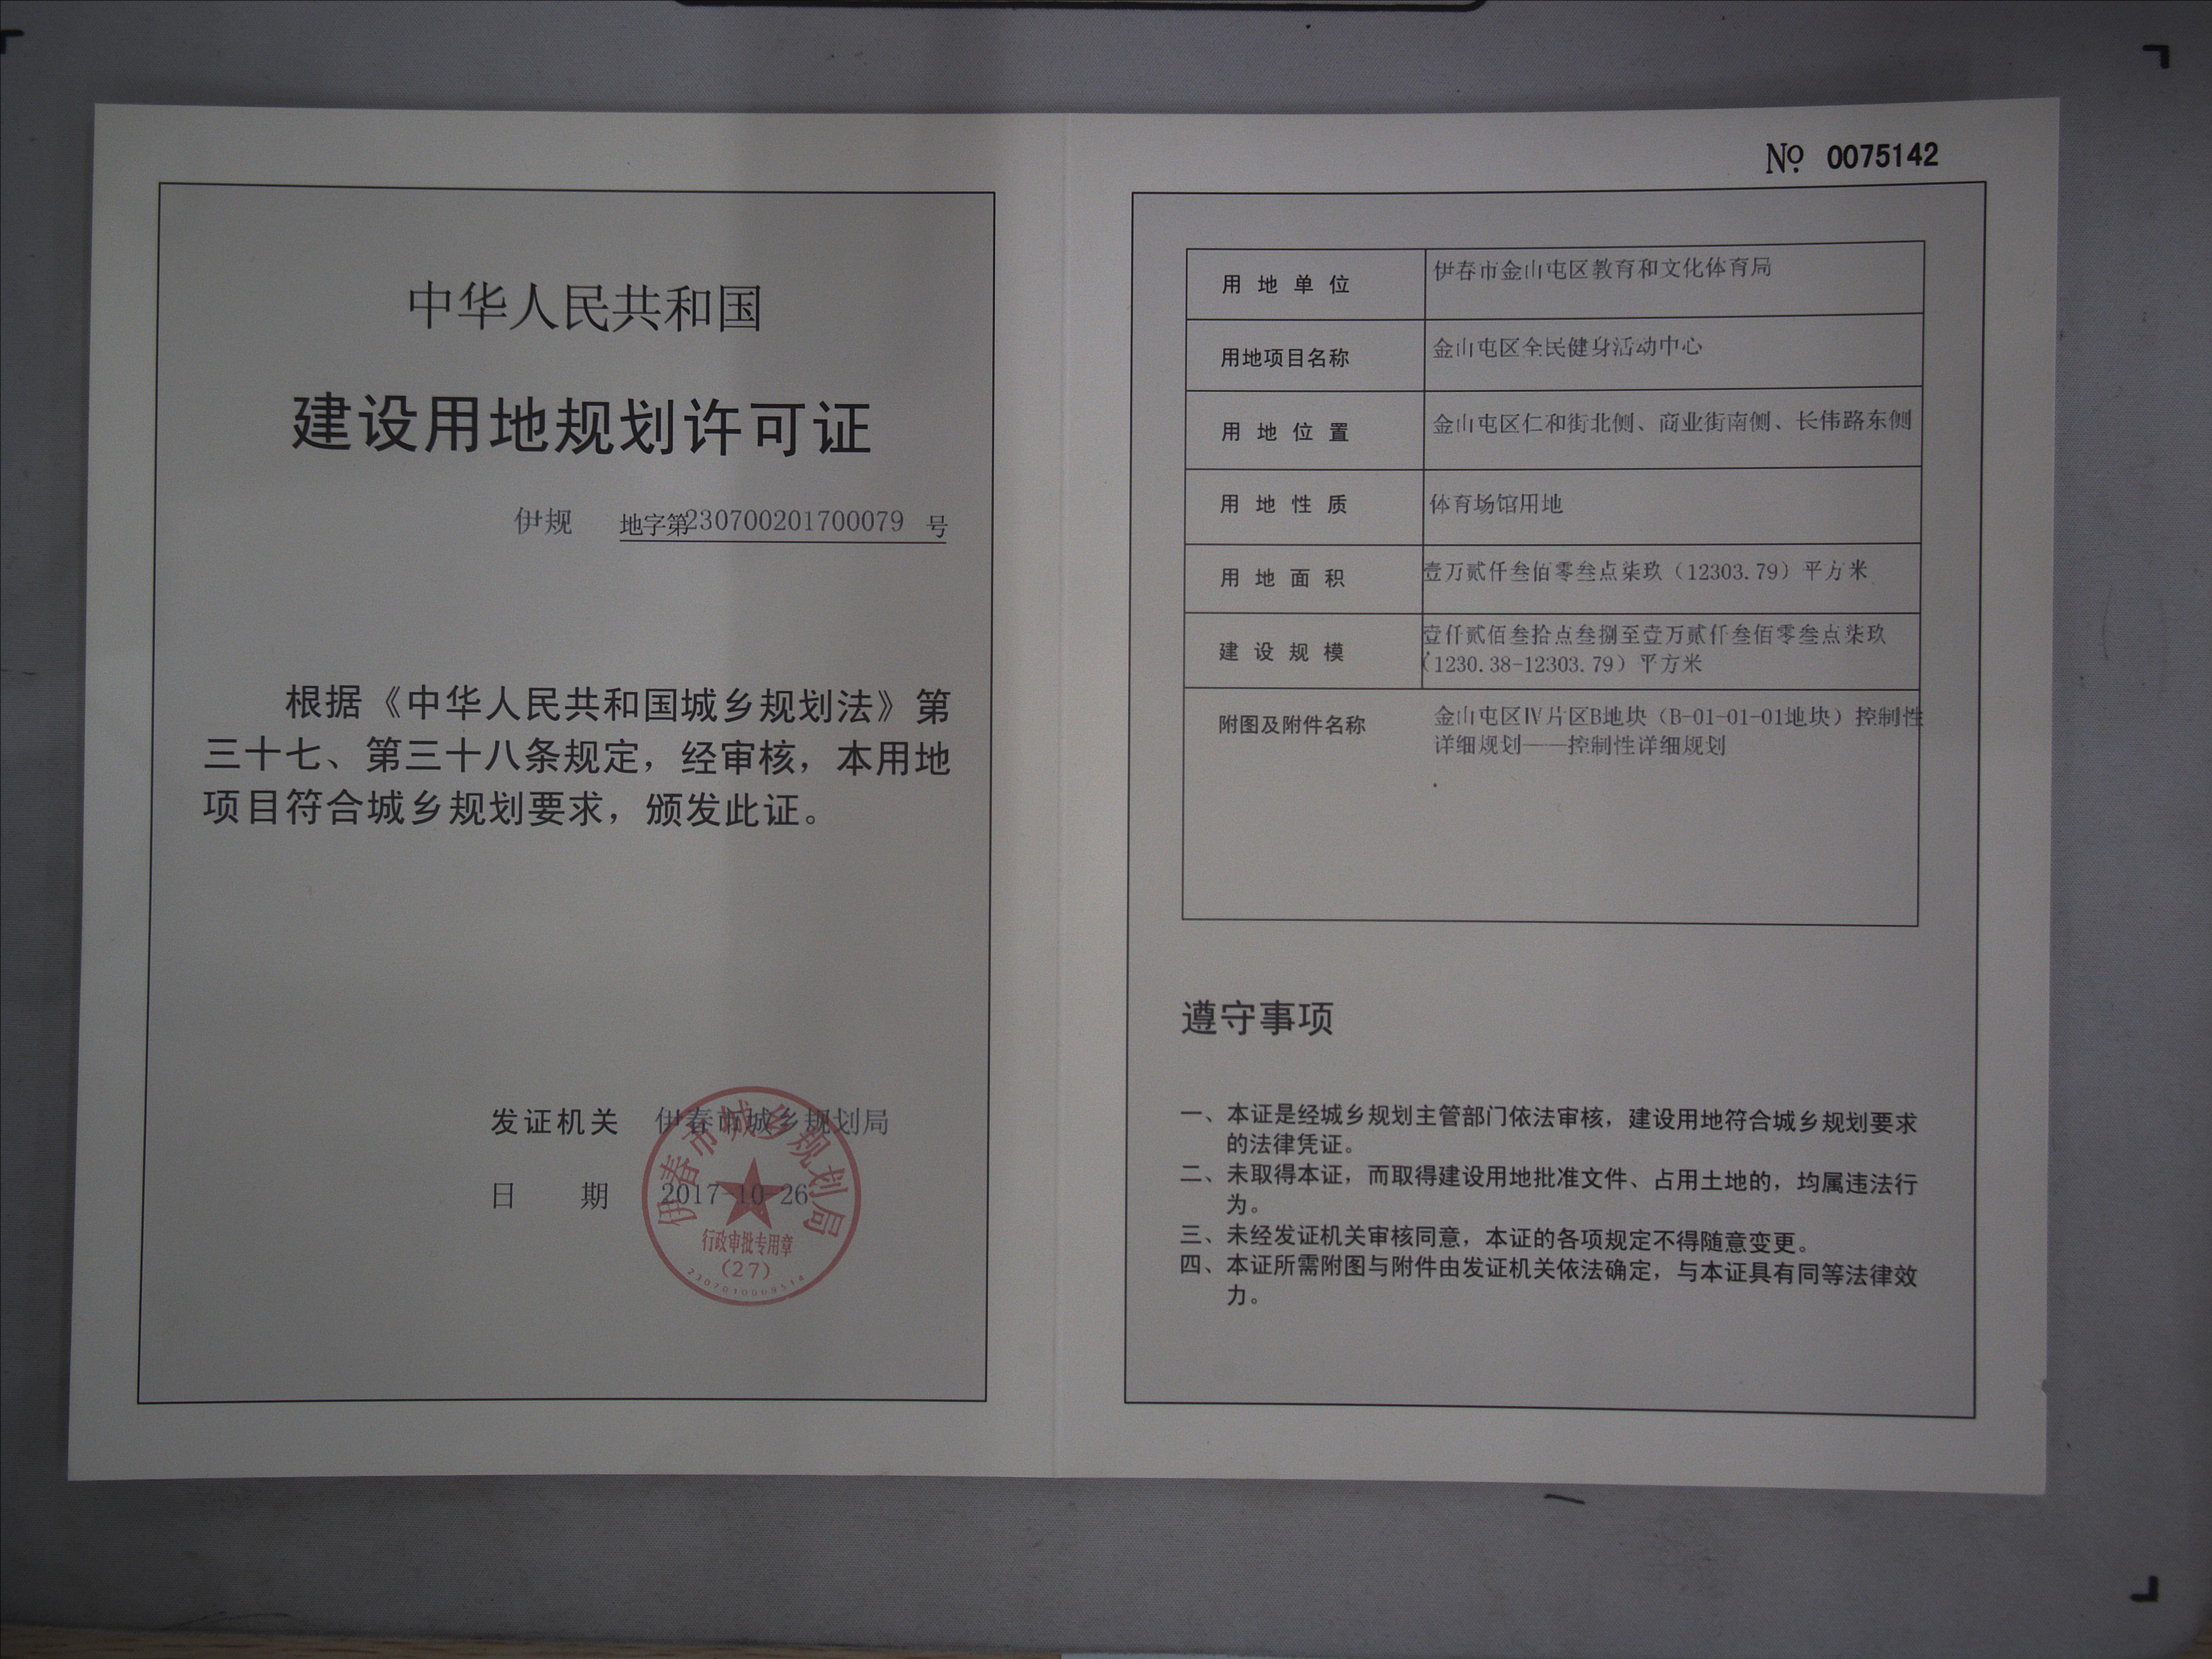 中华人民共和国
建设用地规划许可证
伊规 地字第230700201700079 号
根据《中华人民共和国城乡规划法》第
三十七、第三十八条规定，经审核，本用地
项目符合城乡规划要求，颁发此证。
发证机关 伊春市城乡规划局
日 期 2017-10-26
伊春市城乡规划局
行政审批专用章
(27)
2307010009514
№ 0075142
用地单位 伊春市金山屯区教育和文化体育局
用地项目名称 金山屯区全民健身活动中心
用地位置 金山屯区仁和街北侧、商业街南侧、长伟路东侧
用地性质 体育场馆用地
用地面积 壹万贰仟叁佰零叁点柒玖（12303.79）平方米
建设规模 壹仟贰佰叁拾点叁捌至壹万贰仟叁佰零叁点柒玖
（1230.38-12303.79）平方米
附图及附件名称 金山屯区Ⅳ片区B地块（B-01-01-01地块）控制性
详细规划——控制性详细规划
遵守事项
一、本证是经城乡规划主管部门依法审核，建设用地符合城乡规划要求
的法律凭证。
二、未取得本证，而取得建设用地批准文件、占用土地的，均属违法行
为。
三、未经发证机关审核同意，本证的各项规定不得随意变更。
四、本证所需附图与附件由发证机关依法确定，与本证具有同等法律效
力。